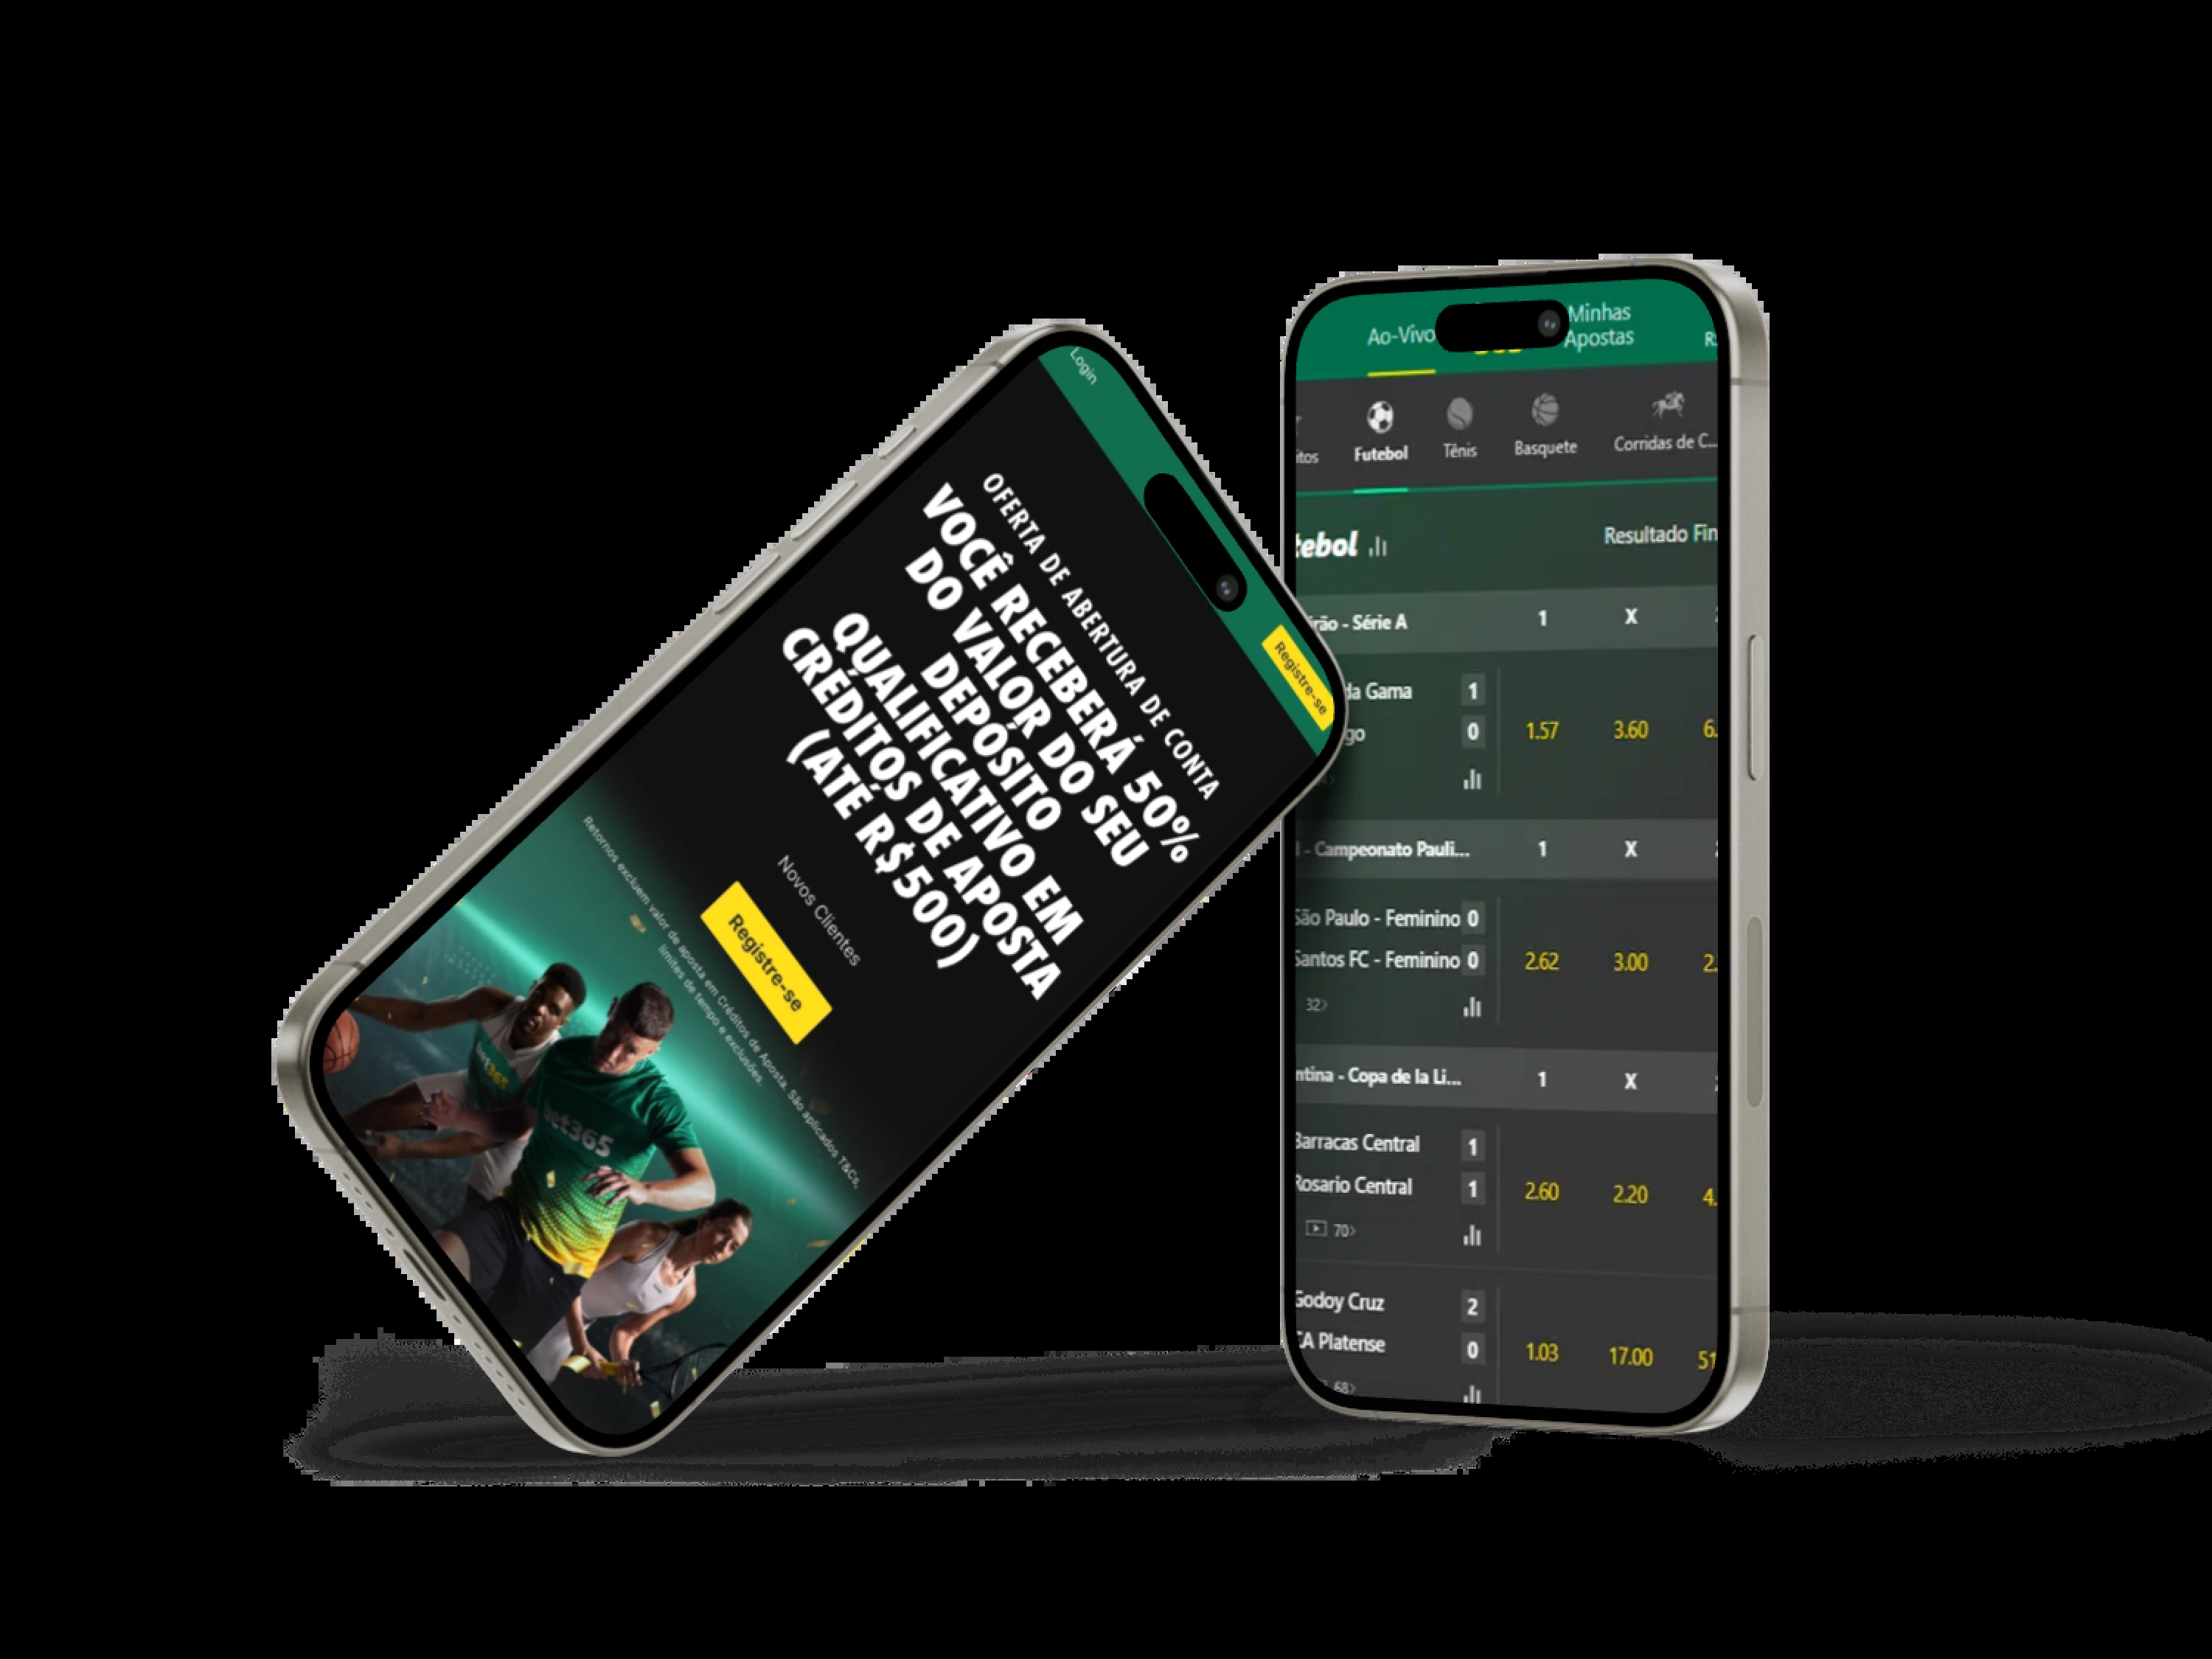 Login
Registre-se
OFERTA DE ABERTURA DE CONTA
VOCÊ RECEBERÁ 50%
DO VALOR DO SEU
DEPÓSITO
QUALIFICATIVO EM
CRÉDITOS DE APOSTA
(ATÉ R$500)
Novos Clientes
Registre-se
Retornos excluem valor de aposta em Créditos de Aposta. São aplicados T&Cs,
limites de tempo e exclusões.
bet365
bet365
Ao-Vivo
Minhas
Apostas
Futebol
Tênis
Basquete
Corridas de C...
tebol
Resultado Fin
rão - Série A 1 X
da Gama 1
go 0
1.57 3.60 6.
- Campeonato Pauli... 1 X
São Paulo - Feminino 0
Santos FC - Feminino 0
2.62 3.00 2.
32>
ntina - Copa de la Li... 1 X
Barracas Central 1
Rosario Central 1
2.60 2.20 4.
70>
Godoy Cruz 2
CA Platense 0
1.03 17.00 51
68>